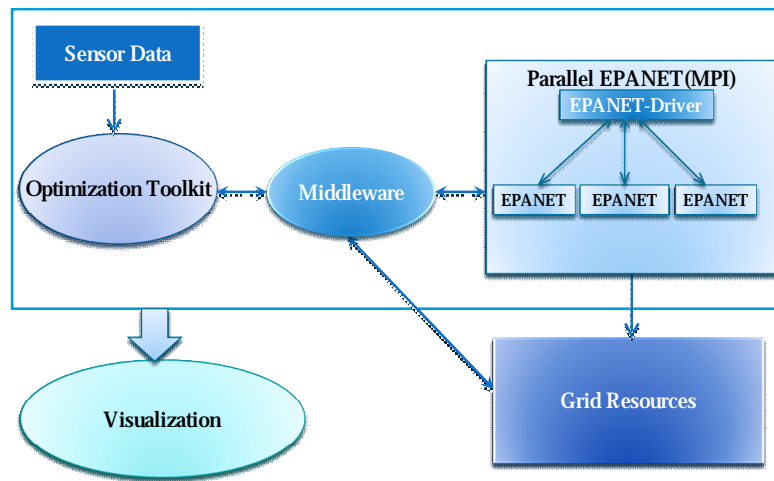 Sensor Data
Parallel EPANET(MPI)
EPANET-Driver
Optimization Toolkit
Middleware
EPANET
EPANET
EPANET
Visualization
Grid Resources